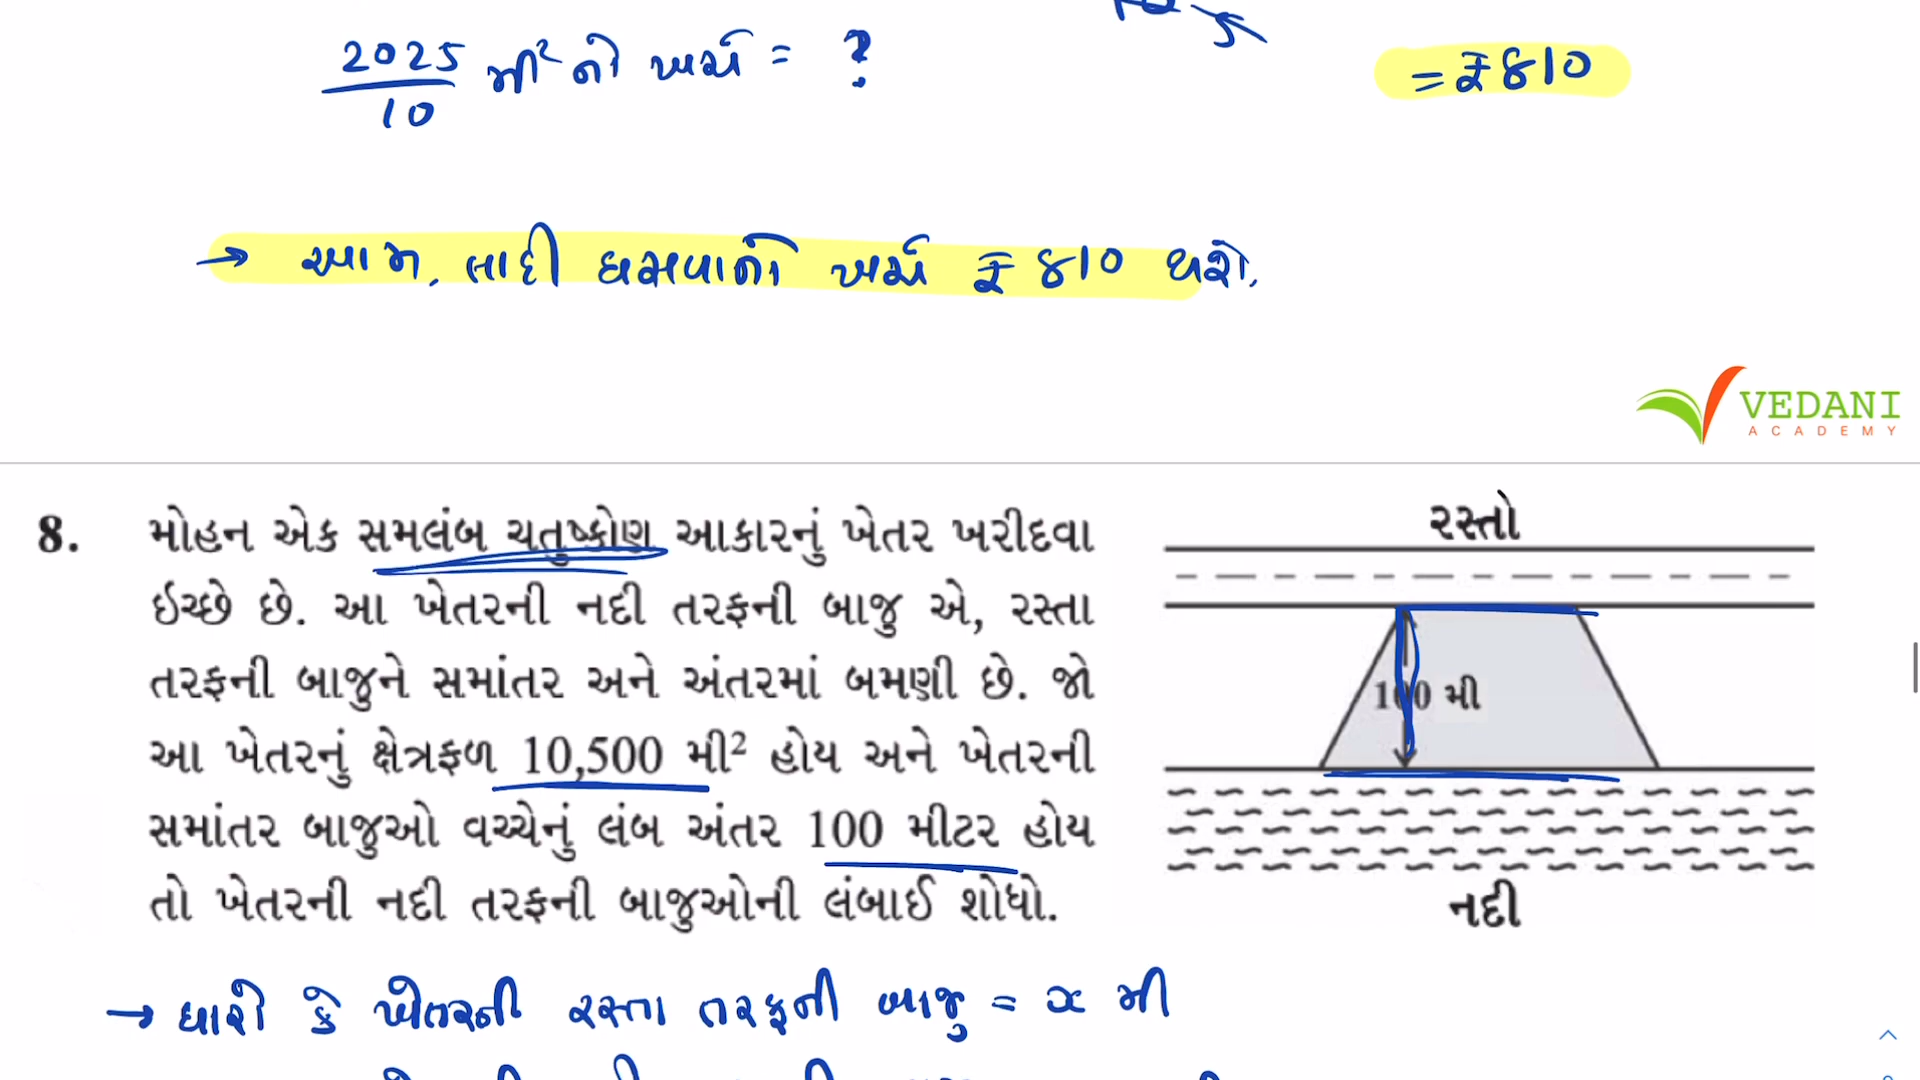 2025
/10 મી² નો ખર્ચ = ?
= ₹ 810
→ આમ, લાદી ઘસવાનો ખર્ચ ₹ 810 થશે.
VEDANI
ACADEMY
8. મોહન એક સમલંબ ચતુષ્કોણ આકારનું ખેતર ખરીદવા
ઇચ્છે છે. આ ખેતરની નદી તરફની બાજુ એ, રસ્તા
તરફની બાજુને સમાંતર અને અંતરમાં બમણી છે. જો
આ ખેતરનું ક્ષેત્રફળ 10,500 મી² હોય અને ખેતરની
સમાંતર બાજુઓ વચ્ચેનું લંબ અંતર 100 મીટર હોય
તો ખેતરની નદી તરફની બાજુઓની લંબાઈ શોધો.
રસ્તો
100 મી
નદી
→ ધારો કે ખેતરની રસ્તા તરફની બાજુ = x મી